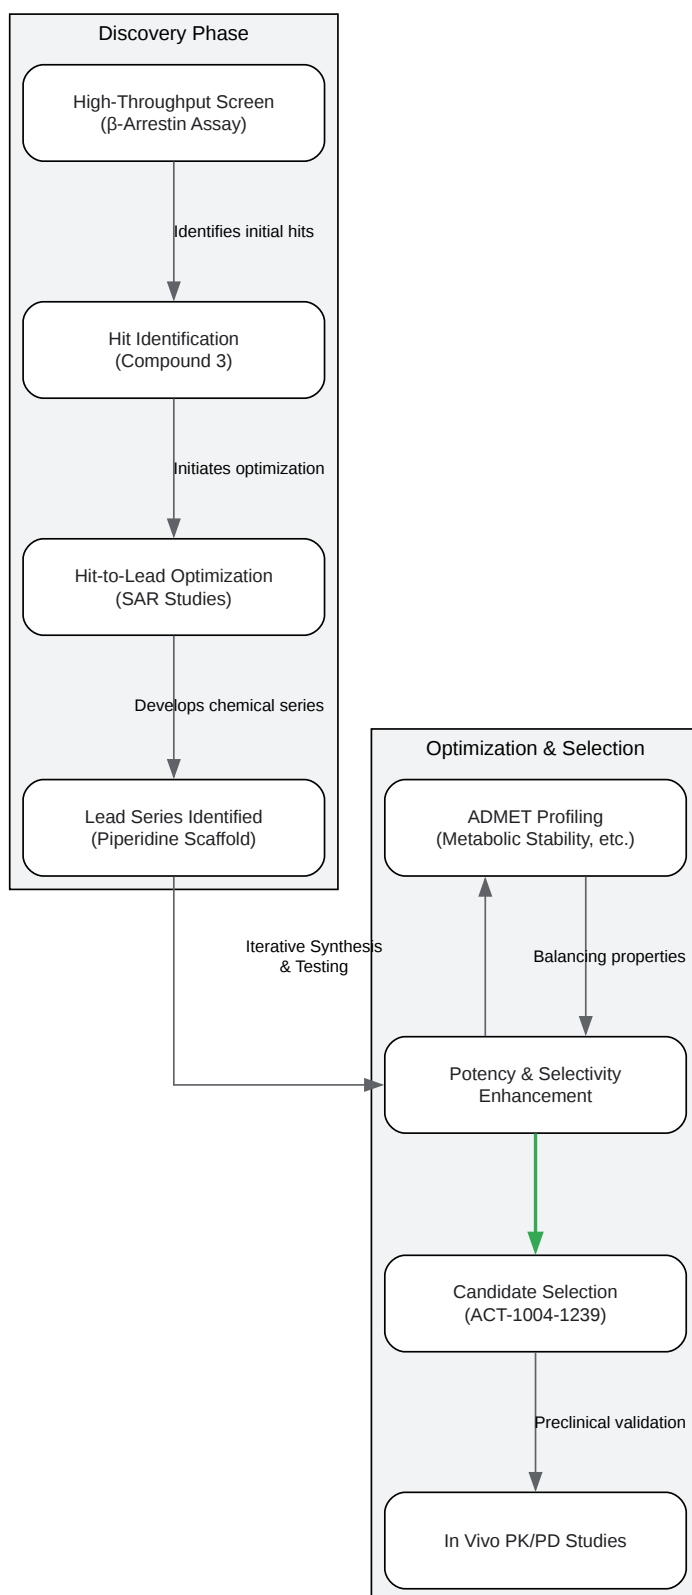 Discovery Phase
High-Throughput Screen
(β-Arrestin Assay)
Identifies initial hits
Hit Identification
(Compound 3)
Initiates optimization
Hit-to-Lead Optimization
(SAR Studies)
Develops chemical series
Lead Series Identified
(Piperidine Scaffold)
Optimization & Selection
ADMET Profiling
(Metabolic Stability, etc.)
Iterative Synthesis
& Testing
Balancing properties
Potency & Selectivity
Enhancement
Candidate Selection
(ACT-1004-1239)
Preclinical validation
In Vivo PK/PD Studies